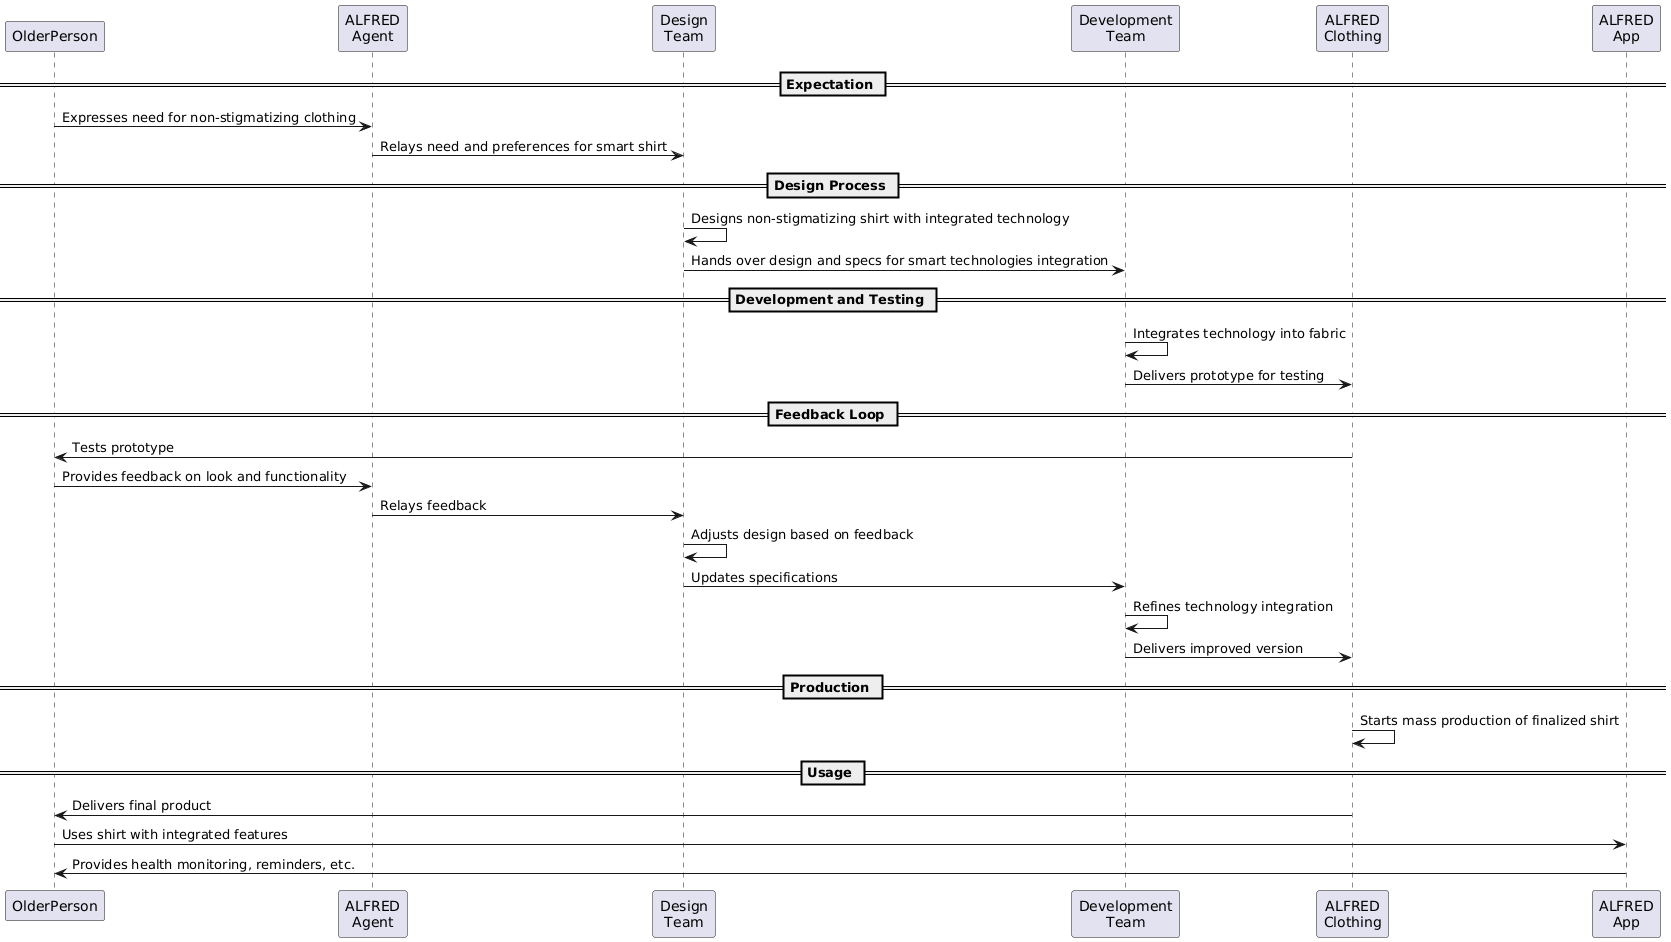 OlderPerson
ALFRED
Agent
Design
Team
Development
Team
ALFRED
Clothing
ALFRED
App
Expectation
Expresses need for non-stigmatizing clothing
Relays need and preferences for smart shirt
Design Process
Designs non-stigmatizing shirt with integrated technology
Hands over design and specs for smart technologies integration
Development and Testing
Integrates technology into fabric
Delivers prototype for testing
Feedback Loop
Tests prototype
Provides feedback on look and functionality
Relays feedback
Adjusts design based on feedback
Updates specifications
Refines technology integration
Delivers improved version
Production
Starts mass production of finalized shirt
Usage
Delivers final product
Uses shirt with integrated features
Provides health monitoring, reminders, etc.
OlderPerson
ALFRED
Agent
Design
Team
Development
Team
ALFRED
Clothing
ALFRED
App